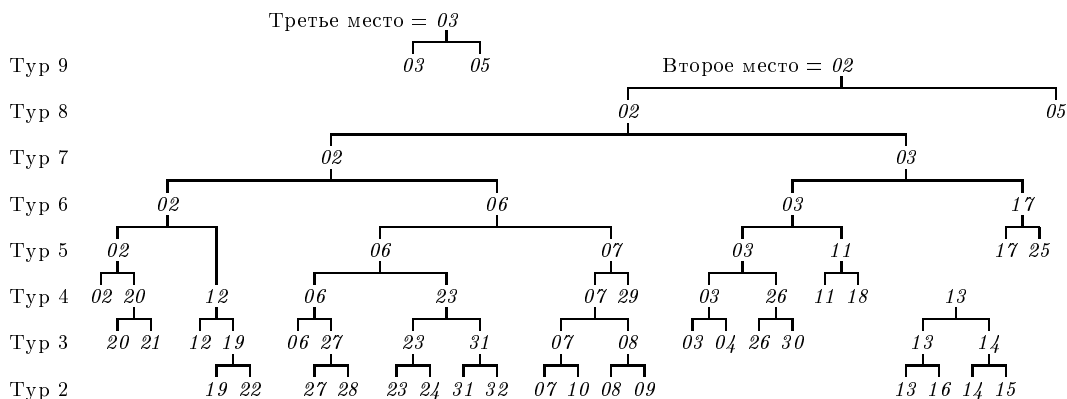 Третье место = 03
Тур 9 03 05 Второе место = 02
Тур 8 02 05
Тур 7 02 03
Тур 6 02 06 03 17
Тур 5 02 06 07 03 11 17 25
Тур 4 02 20 12 06 23 07 29 03 26 11 18 13
Тур 3 20 21 12 19 06 27 23 31 07 08 03 04 26 30 13 14
Тур 2 19 22 27 28 23 24 31 32 07 10 08 09 13 16 14 15